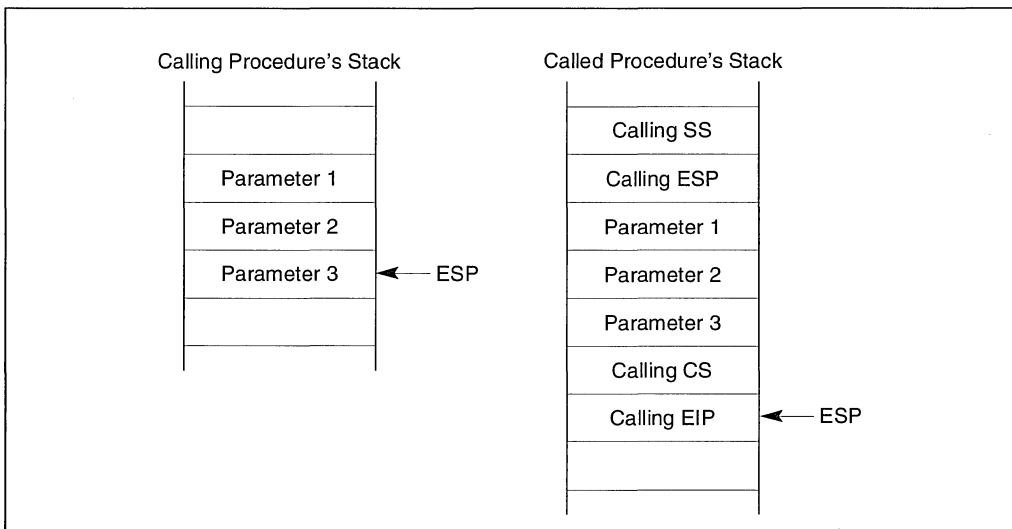 Calling Procedure's Stack
Parameter 1
Parameter 2
Parameter 3
ESP
Called Procedure's Stack
Calling SS
Calling ESP
Parameter 1
Parameter 2
Parameter 3
Calling CS
Calling EIP
ESP